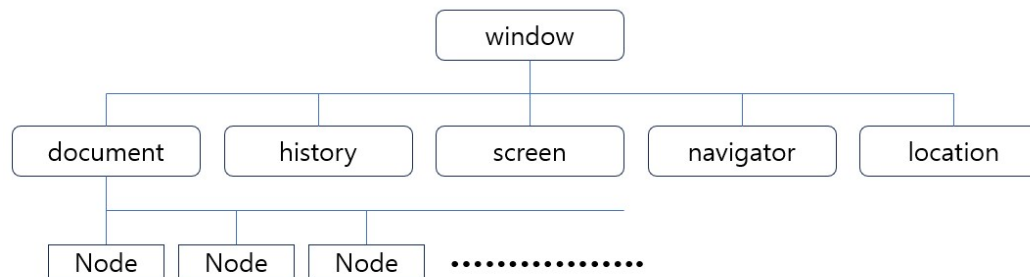 window
document history screen navigator location
Node Node Node .................